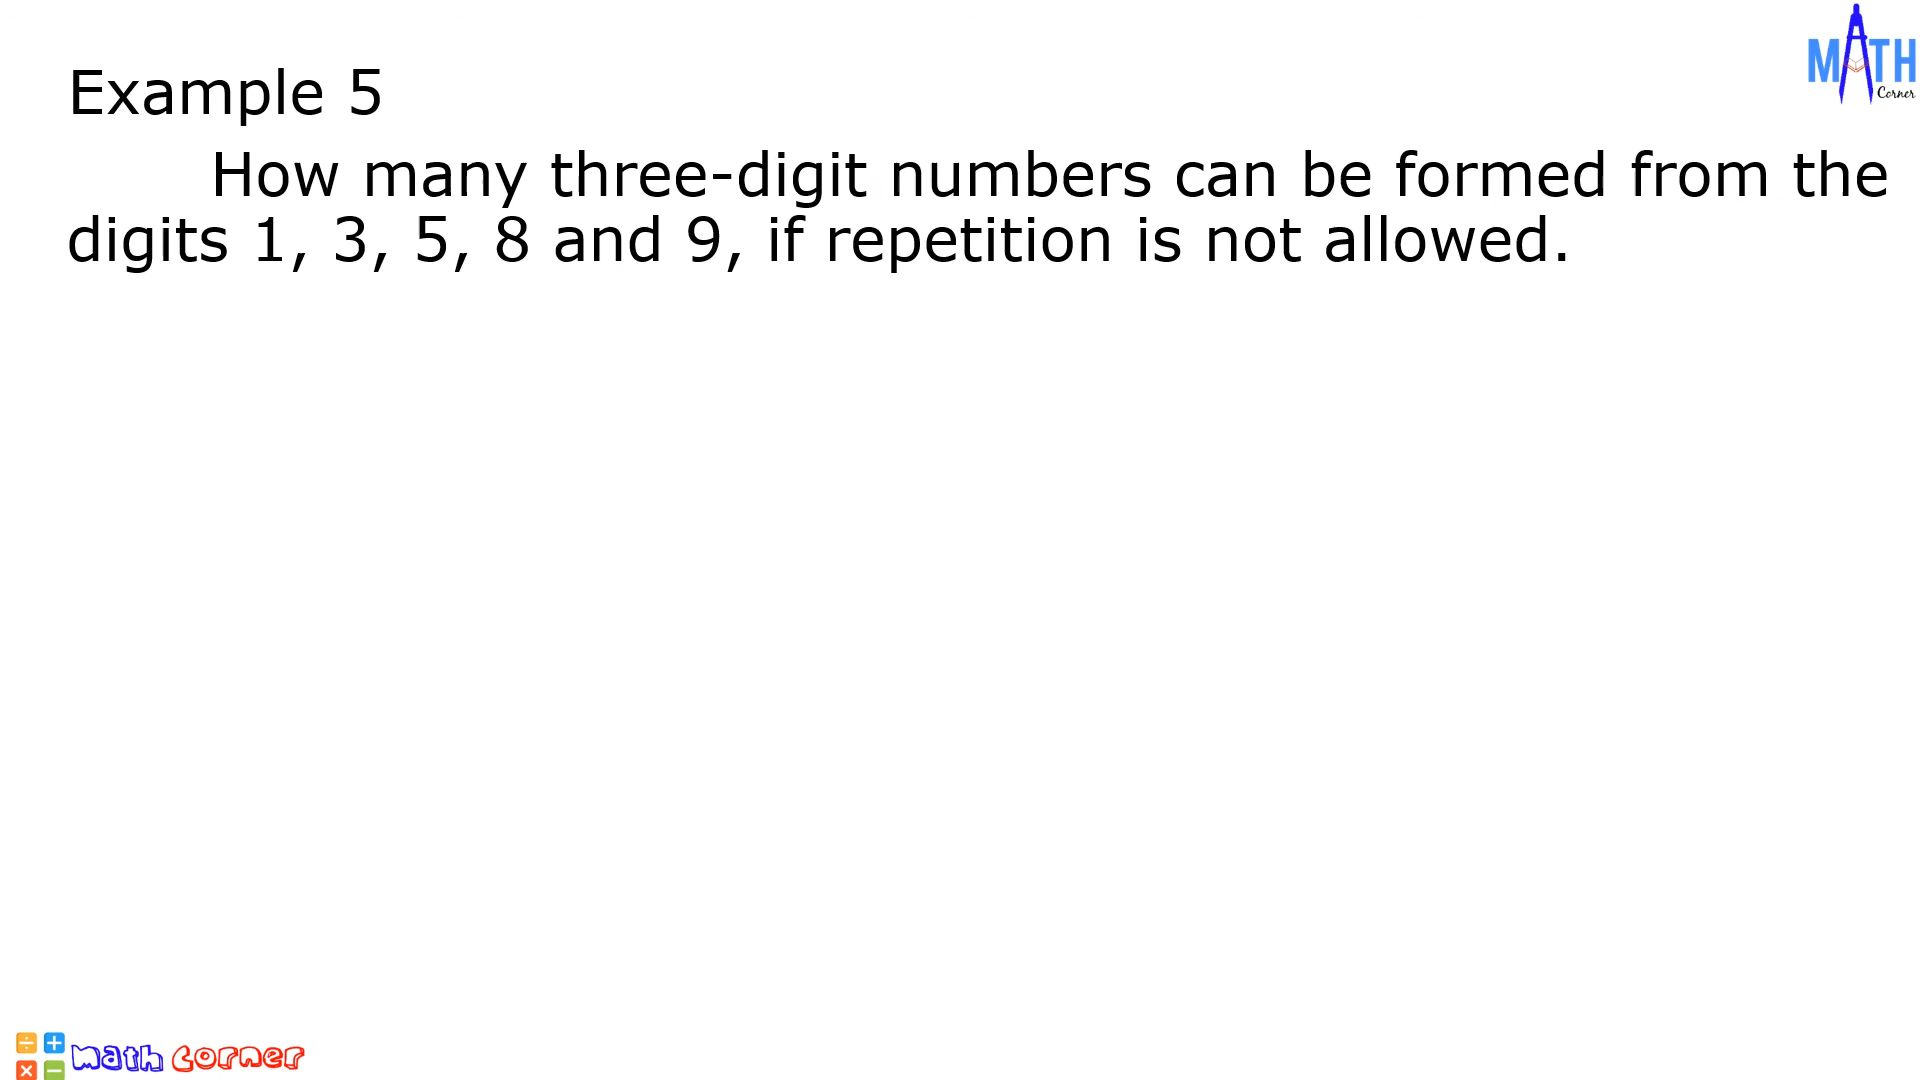 MATH
Corner
Example 5
How many three-digit numbers can be formed from the
digits 1, 3, 5, 8 and 9, if repetition is not allowed.
÷ +
× −
math corner